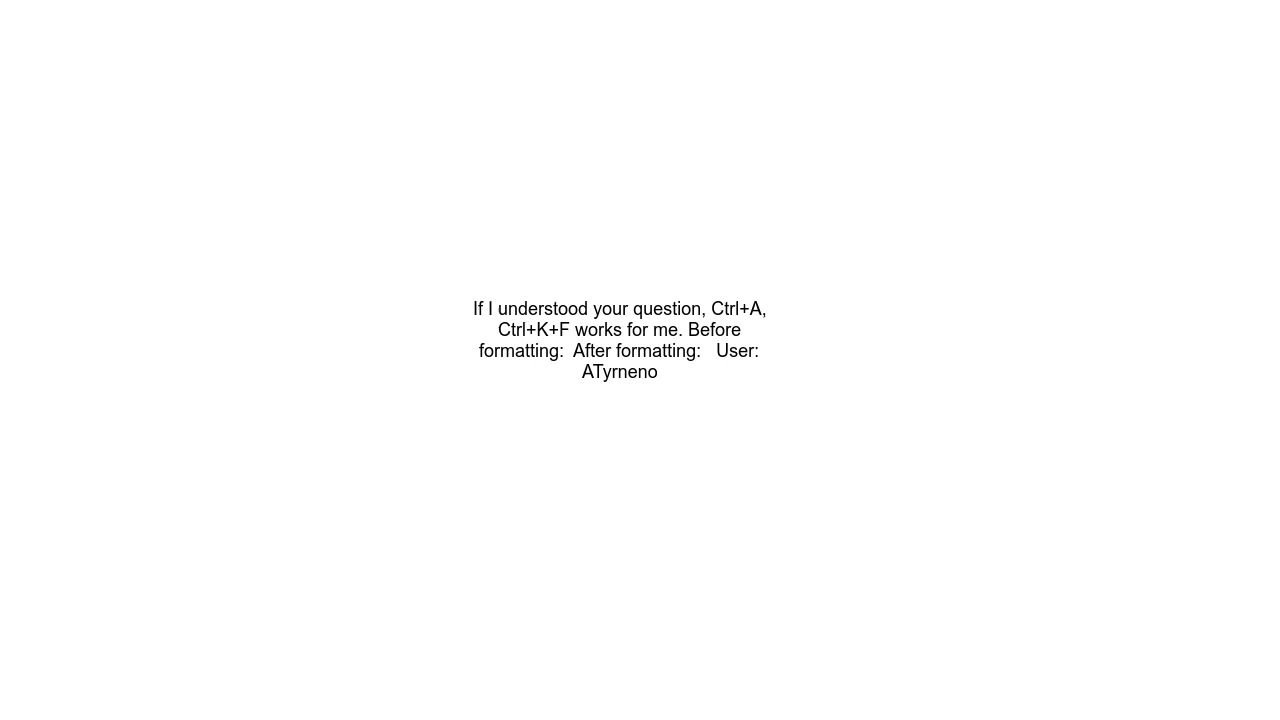 If I understood your question, Ctrl+A,
Ctrl+K+F works for me. Before
formatting:  After formatting:   User:
ATyrneno